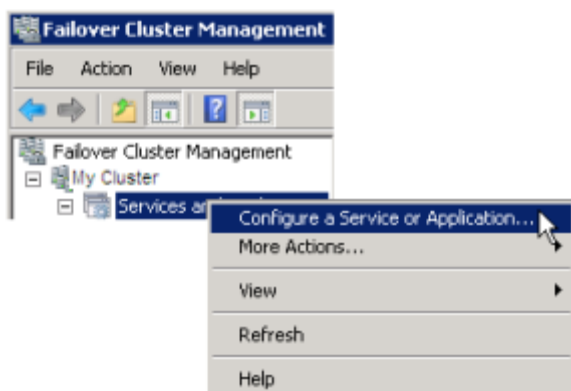 Failover Cluster Management
File Action View Help
Failover Cluster Management
My Cluster
Services
Configure a Service or Application...
More Actions...
View
Refresh
Help